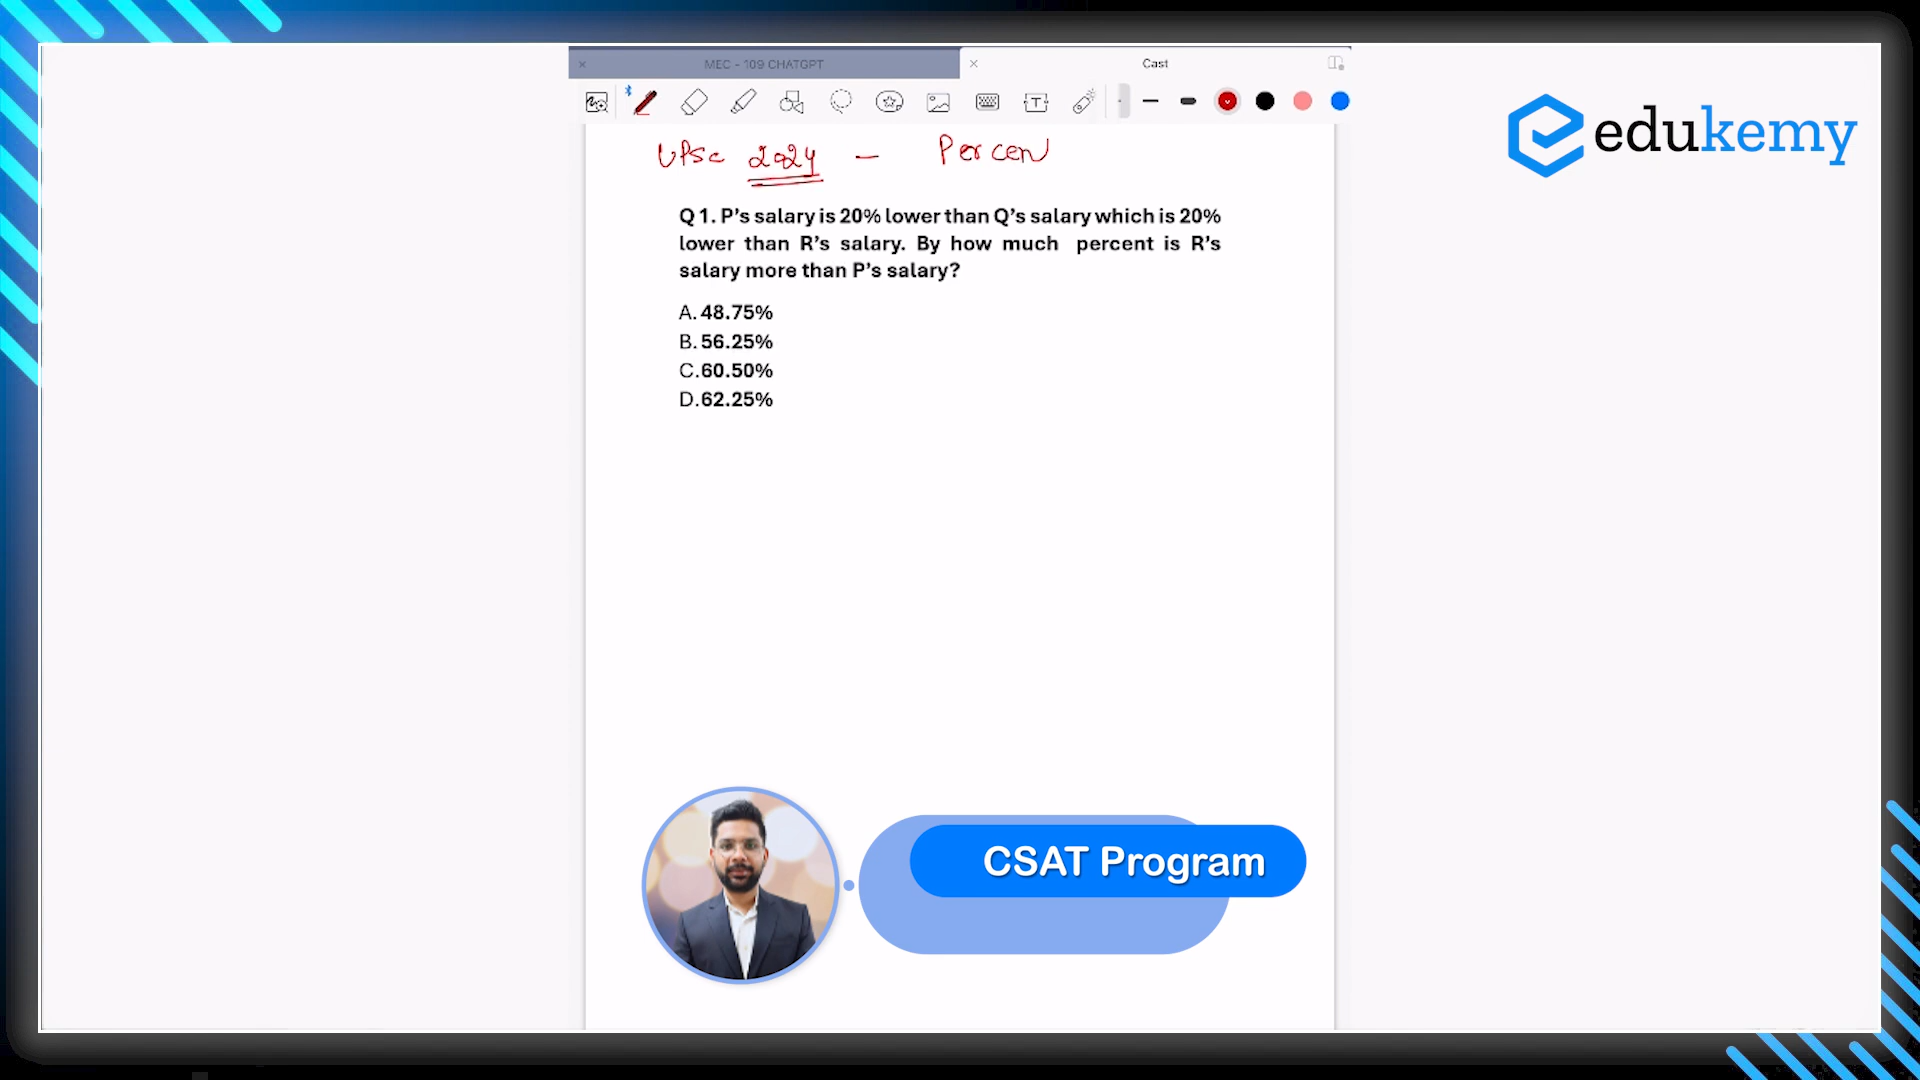 MEC - 109 CHATGPT
Cast
edukemy
UPSC 2024 - Percen
Q 1. P's salary is 20% lower than Q's salary which is 20%
lower than R's salary. By how much percent is R's
salary more than P's salary?
A. 48.75%
B. 56.25%
C. 60.50%
D. 62.25%
CSAT Program